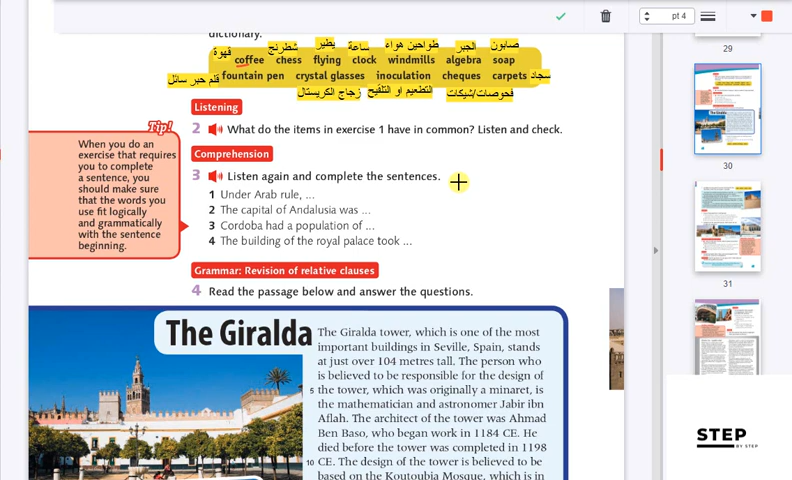 pt 4
dictionary.
قهوة شطرنج يطير ساعة طواحين هواء الجبر صابون
coffee chess flying clock windmills algebra soap
fountain pen crystal glasses inoculation cheques carpets سجاد
قلم حبر سائل زجاج الكريستال التطعيم او التلقيح فحوصات/شيكات
Listening
2 What do the items in exercise 1 have in common? Listen and check.
Comprehension
3 Listen again and complete the sentences.
1 Under Arab rule, ...
2 The capital of Andalusia was ...
3 Cordoba had a population of ...
4 The building of the royal palace took ...
Tip!
When you do an
exercise that requires
you to complete
a sentence, you
should make sure
that the words you
use fit logically
and grammatically
with the sentence
beginning.
Grammar: Revision of relative clauses
4 Read the passage below and answer the questions.
The Giralda
The Giralda tower, which is one of the most
important buildings in Seville, Spain, stands
at just over 104 metres tall. The person who
is believed to be responsible for the design of
5 the tower, which was originally a minaret, is
the mathematician and astronomer Jabir ibn
Aflah. The architect of the tower was Ahmad
Ben Baso, who began work in 1184 CE. He
died before the tower was completed in 1198
10 CE. The design of the tower is believed to be
based on the Koutoubia Mosque, which is in
29
30
31
STEP
BY STEP